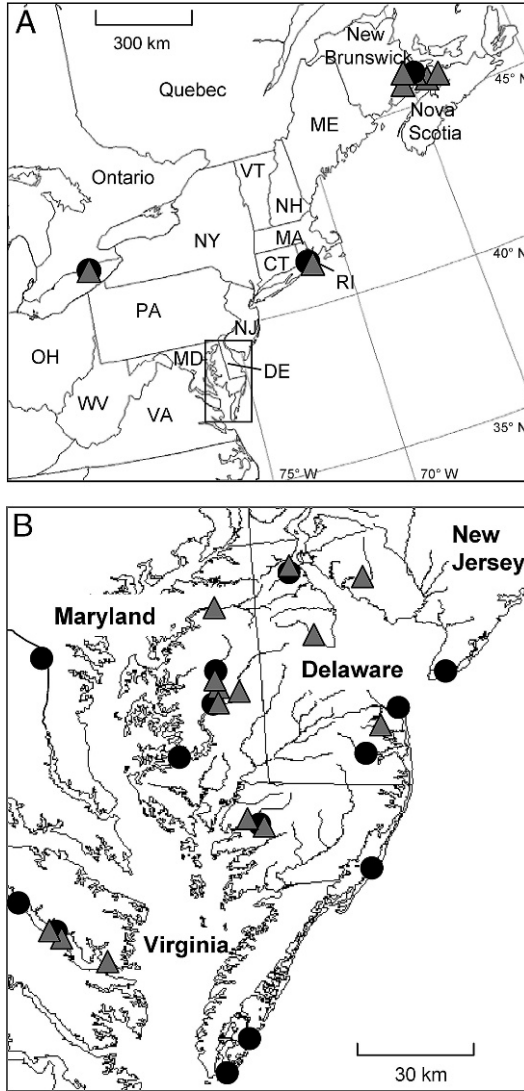 A
300 km
New
Brunswick
45° N
Quebec
Nova
Scotia
ME
Ontario
VT
NH
NY
MA
40° N
CT
RI
PA
NJ
OH
MD
DE
WV
VA
35° N
75° W
70° W
B
New
Jersey
Maryland
Delaware
Virginia
30 km